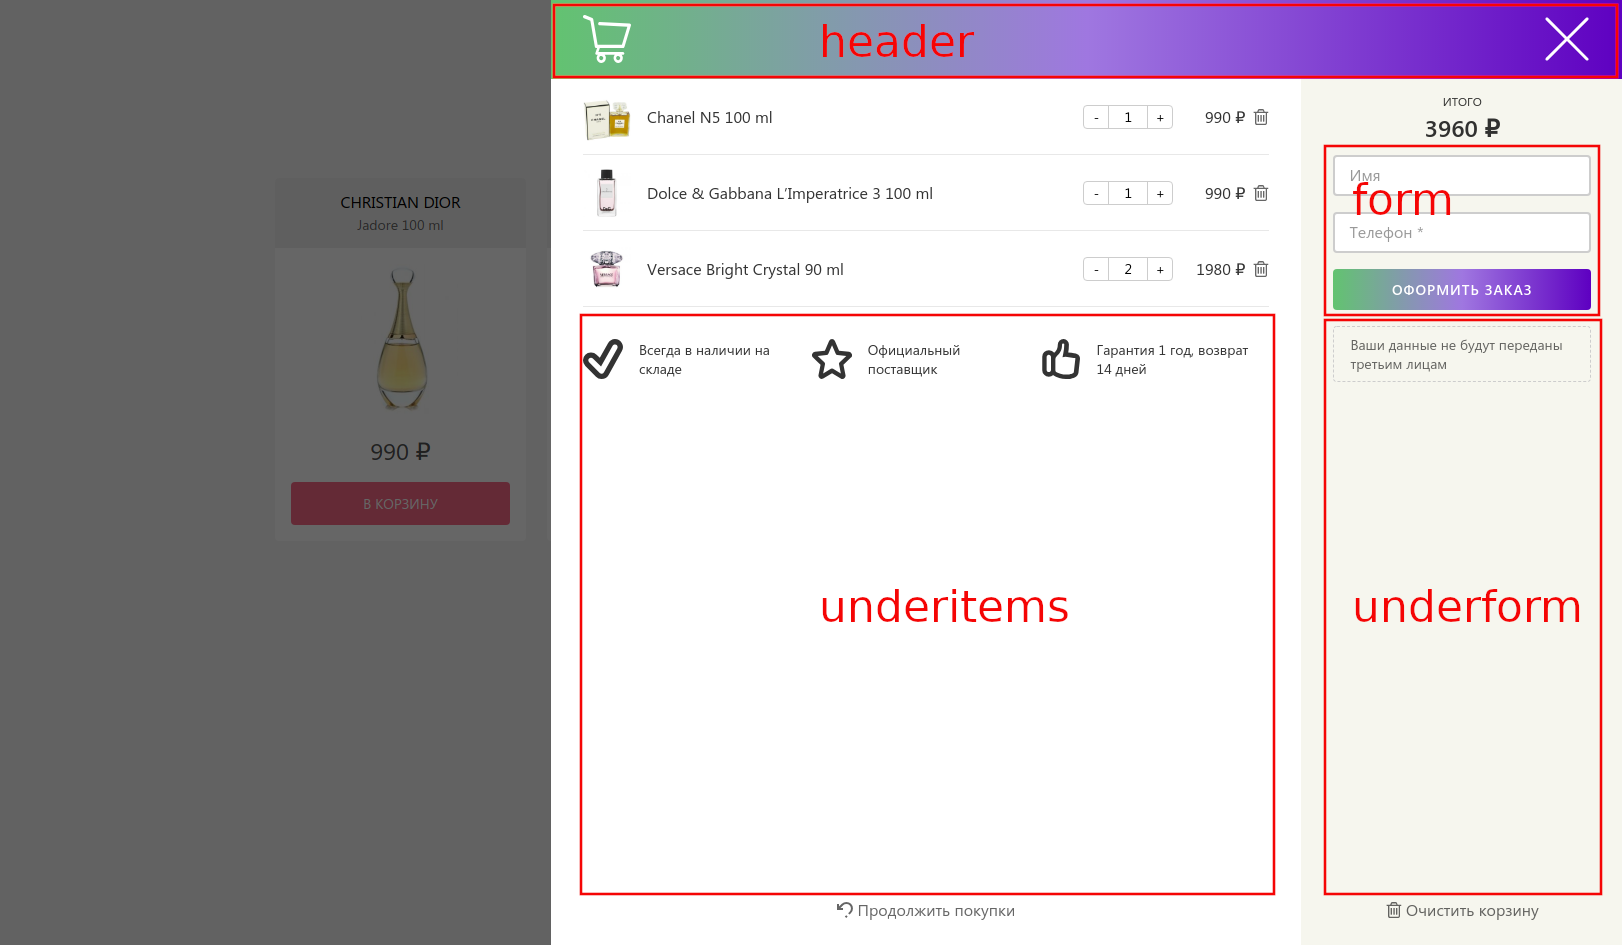 header
CHRISTIAN DIOR
Jadore 100 ml
990 ₽
В КОРЗИНУ
Chanel N5 100 ml
- 1 +
990 ₽
Dolce & Gabbana L'Imperatrice 3 100 ml
- 1 +
990 ₽
Versace Bright Crystal 90 ml
- 2 +
1980 ₽
Всегда в наличии на
складе
Официальный
поставщик
Гарантия 1 год, возврат
14 дней
underitems
Продолжить покупки
ИТОГО
3960 ₽
Имя
form
Телефон *
ОФОРМИТЬ ЗАКАЗ
Ваши данные не будут переданы
третьим лицам
underform
Очистить корзину